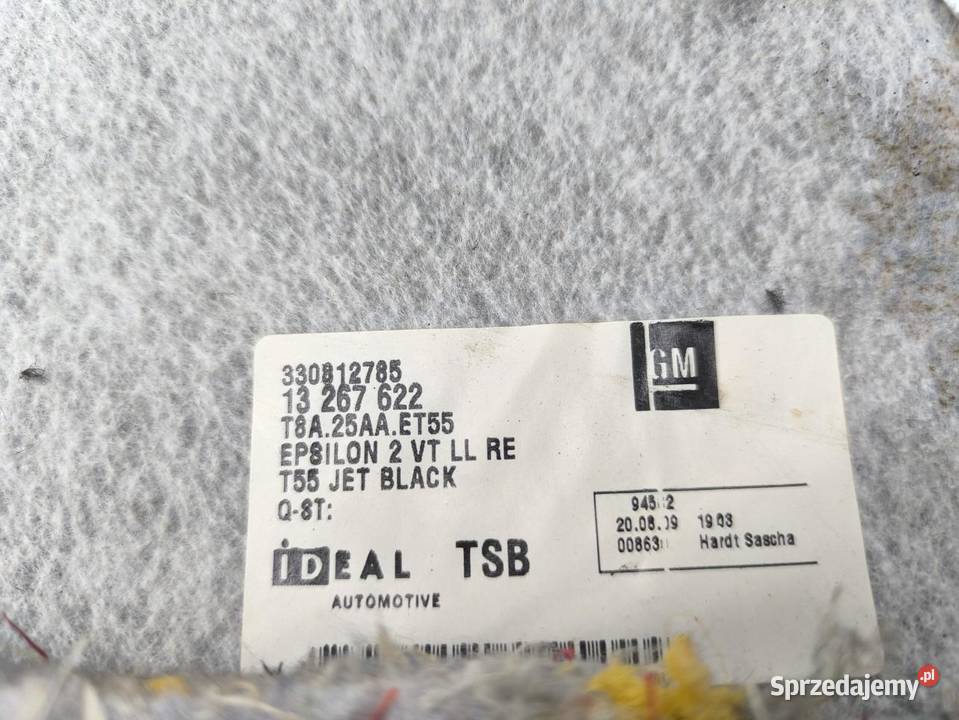 330812785
13 267 622
T8A.25AA.ET55
EPSILON 2 VT LL RE
T55 JET BLACK
Q-ST:
GM
20.08.09
Hardt Sascha
iDEAL TSB
AUTOMOTIVE
Sprzedajemy.pl